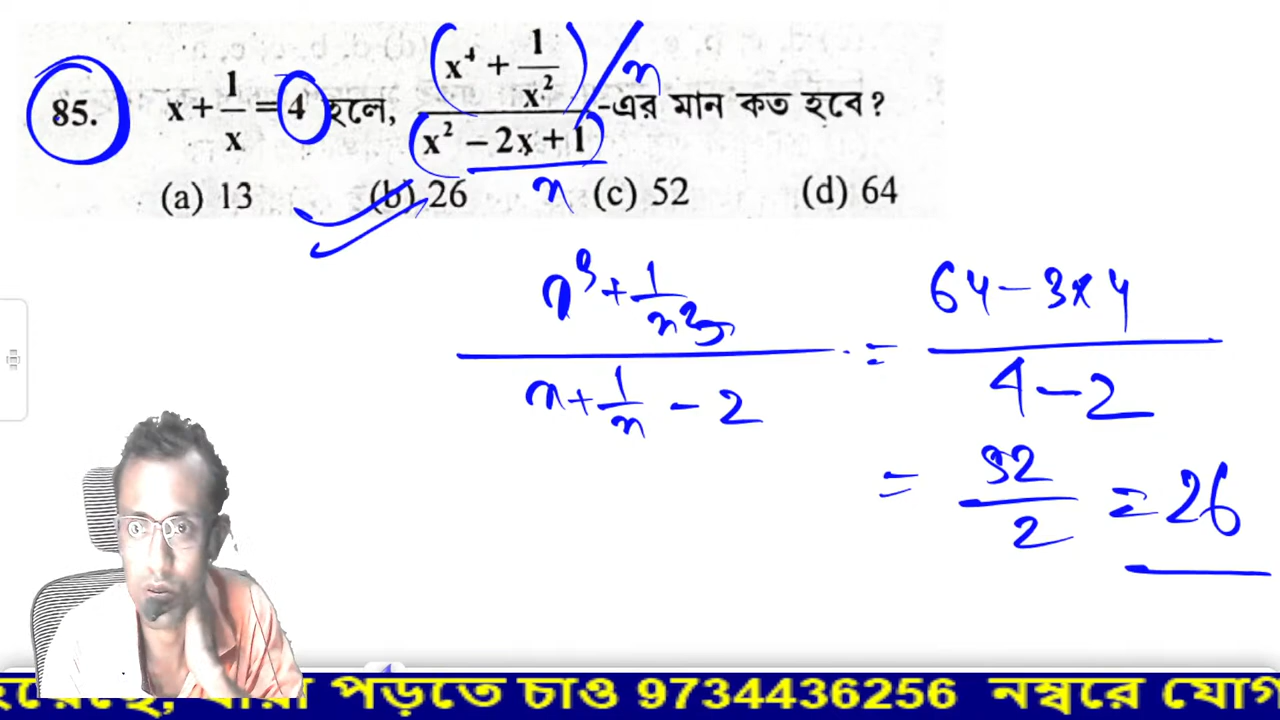 85. x + 1/x = 4 হলে, (x⁴ + 1/x²) / (x² − 2x + 1) -এর মান কত হবে?
x
x
(a) 13 (b) 26 (c) 52 (d) 64
(x³ + 1/x³) / (x + 1/x − 2) = (64 − 3×4) / (4 − 2)
= 52/2 = 26
পড়তে চাও 9734436256 নম্বরে যোগ